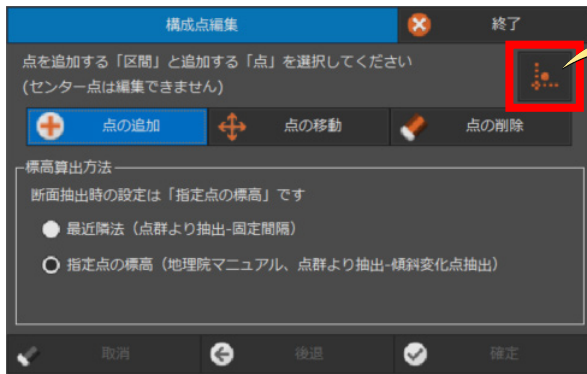 構成点編集 終了
点を追加する「区間」と追加する「点」を選択してください
(センター点は編集できません)
点の追加 点の移動 点の削除
標高算出方法
断面抽出時の設定は「指定点の標高」です
最近隣法（点群より抽出-固定間隔）
指定点の標高（地理院マニュアル、点群より抽出-傾斜変化点抽出）
取消 後退 確定